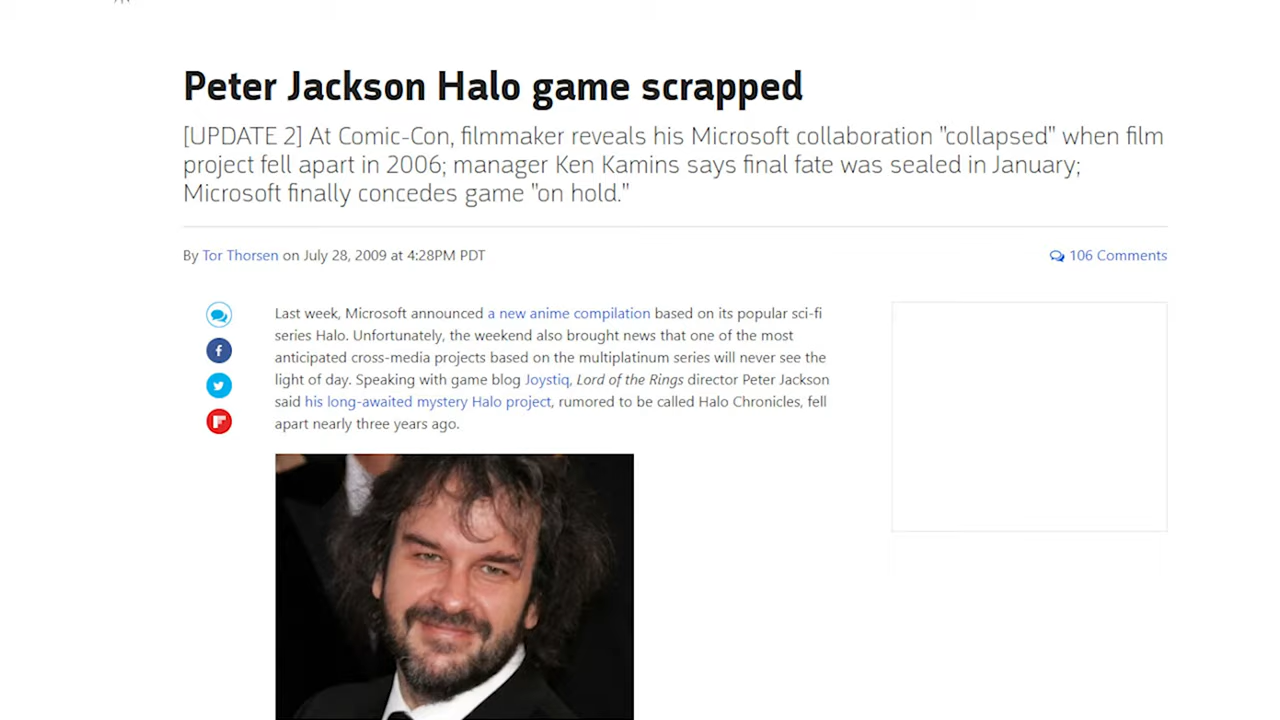 Peter Jackson Halo game scrapped
[UPDATE 2] At Comic-Con, filmmaker reveals his Microsoft collaboration "collapsed" when film
project fell apart in 2006; manager Ken Kamins says final fate was sealed in January;
Microsoft finally concedes game "on hold."
By Tor Thorsen on July 28, 2009 at 4:28PM PDT
106 Comments
Last week, Microsoft announced a new anime compilation based on its popular sci-fi
series Halo. Unfortunately, the weekend also brought news that one of the most
anticipated cross-media projects based on the multiplatinum series will never see the
light of day. Speaking with game blog Joystiq, Lord of the Rings director Peter Jackson
said his long-awaited mystery Halo project, rumored to be called Halo Chronicles, fell
apart nearly three years ago.